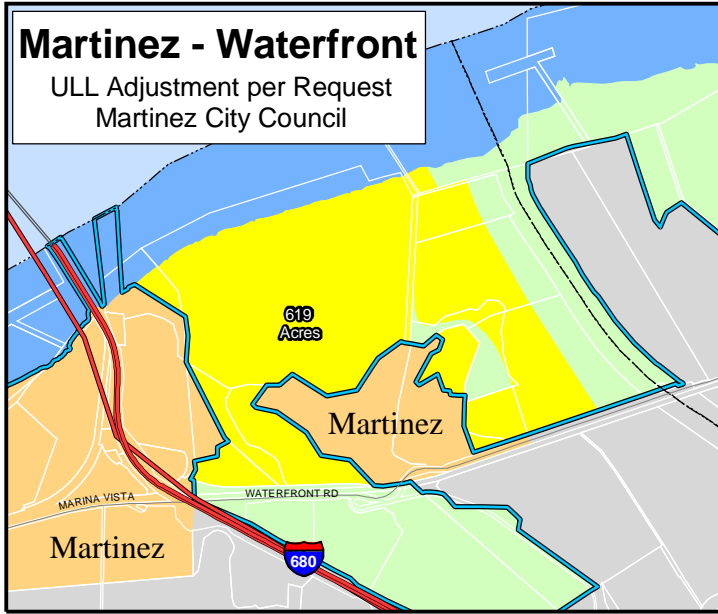 Martinez - Waterfront
ULL Adjustment per Request
Martinez City Council
619
Acres
Martinez
MARINA VISTA
WATERFRONT RD
Martinez
680